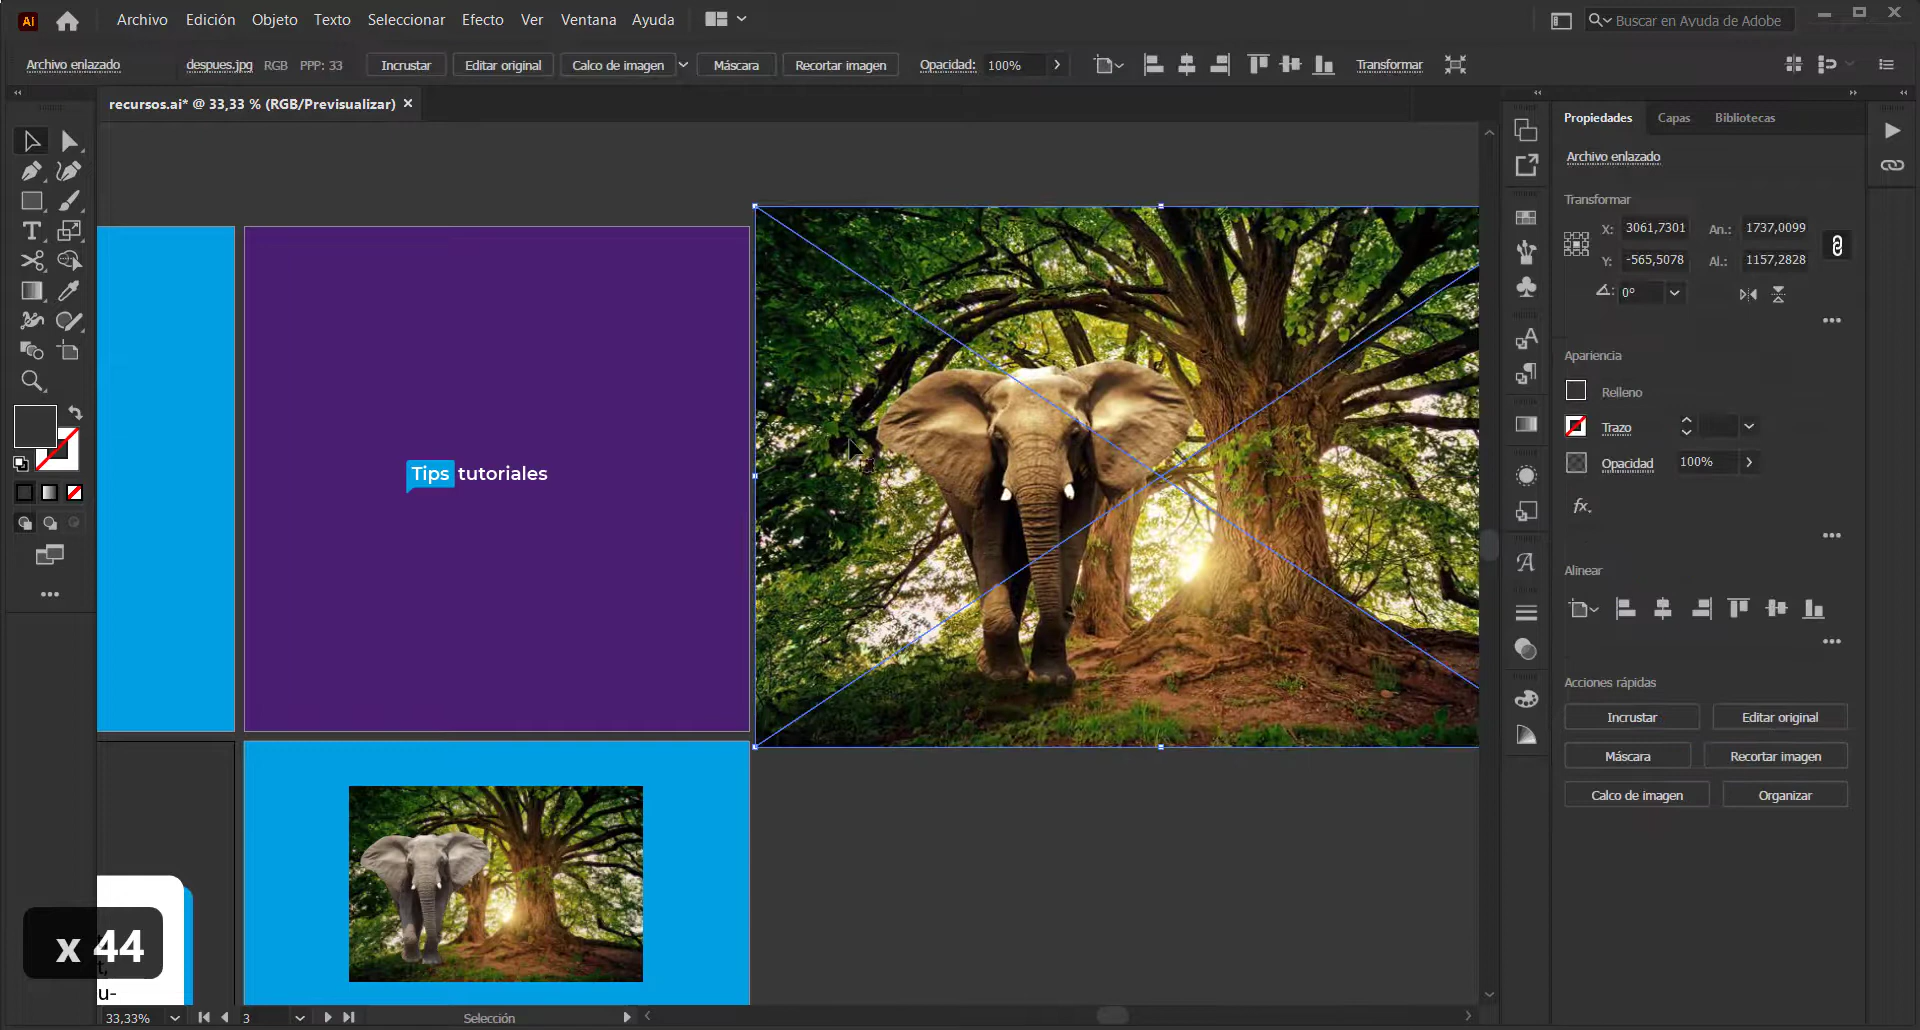 Ai
Archivo Edición Objeto Texto Seleccionar Efecto Ver Ventana Ayuda
Buscar en Ayuda de Adobe
Archivo enlazado despues.jpg RGB PPP: 33 Incrustar Editar original Calco de imagen Máscara Recortar imagen Opacidad: 100% Transformar
recursos.ai* @ 33,33 % (RGB/Previsualizar) ×
Propiedades Capas Bibliotecas
Archivo enlazado
Transformar
X: 3061,7301 An.: 1737,0099
Y: -565,5078 Al.: 1157,2828
0°
Apariencia
Relleno
Trazo
Opacidad 100%
fx.
Alinear
Acciones rápidas
Incrustar Editar original
Máscara Recortar imagen
Calco de imagen Organizar
Tips tutoriales
x 44
t,
u-
33,33% 3 Selección